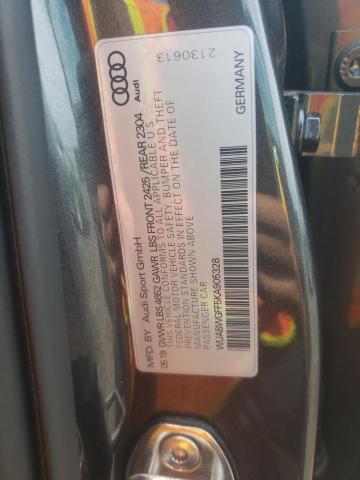 MFD. BY Audi Sport GmbH
05 19 GVWR LBS 4652 GAWR LBS FRONT 2425 / REAR 2304
THIS VEHICLE CONFORMS TO ALL APPLICABLE U.S.
FEDERAL MOTOR VEHICLE SAFETY, BUMPER AND THEFT
PREVENTION STANDARDS IN EFFECT ON THE DATE OF
MANUFACTURE SHOWN ABOVE
PASSENGER CAR
WUABWGFF5KA905328
Audi
2130613
GERMANY